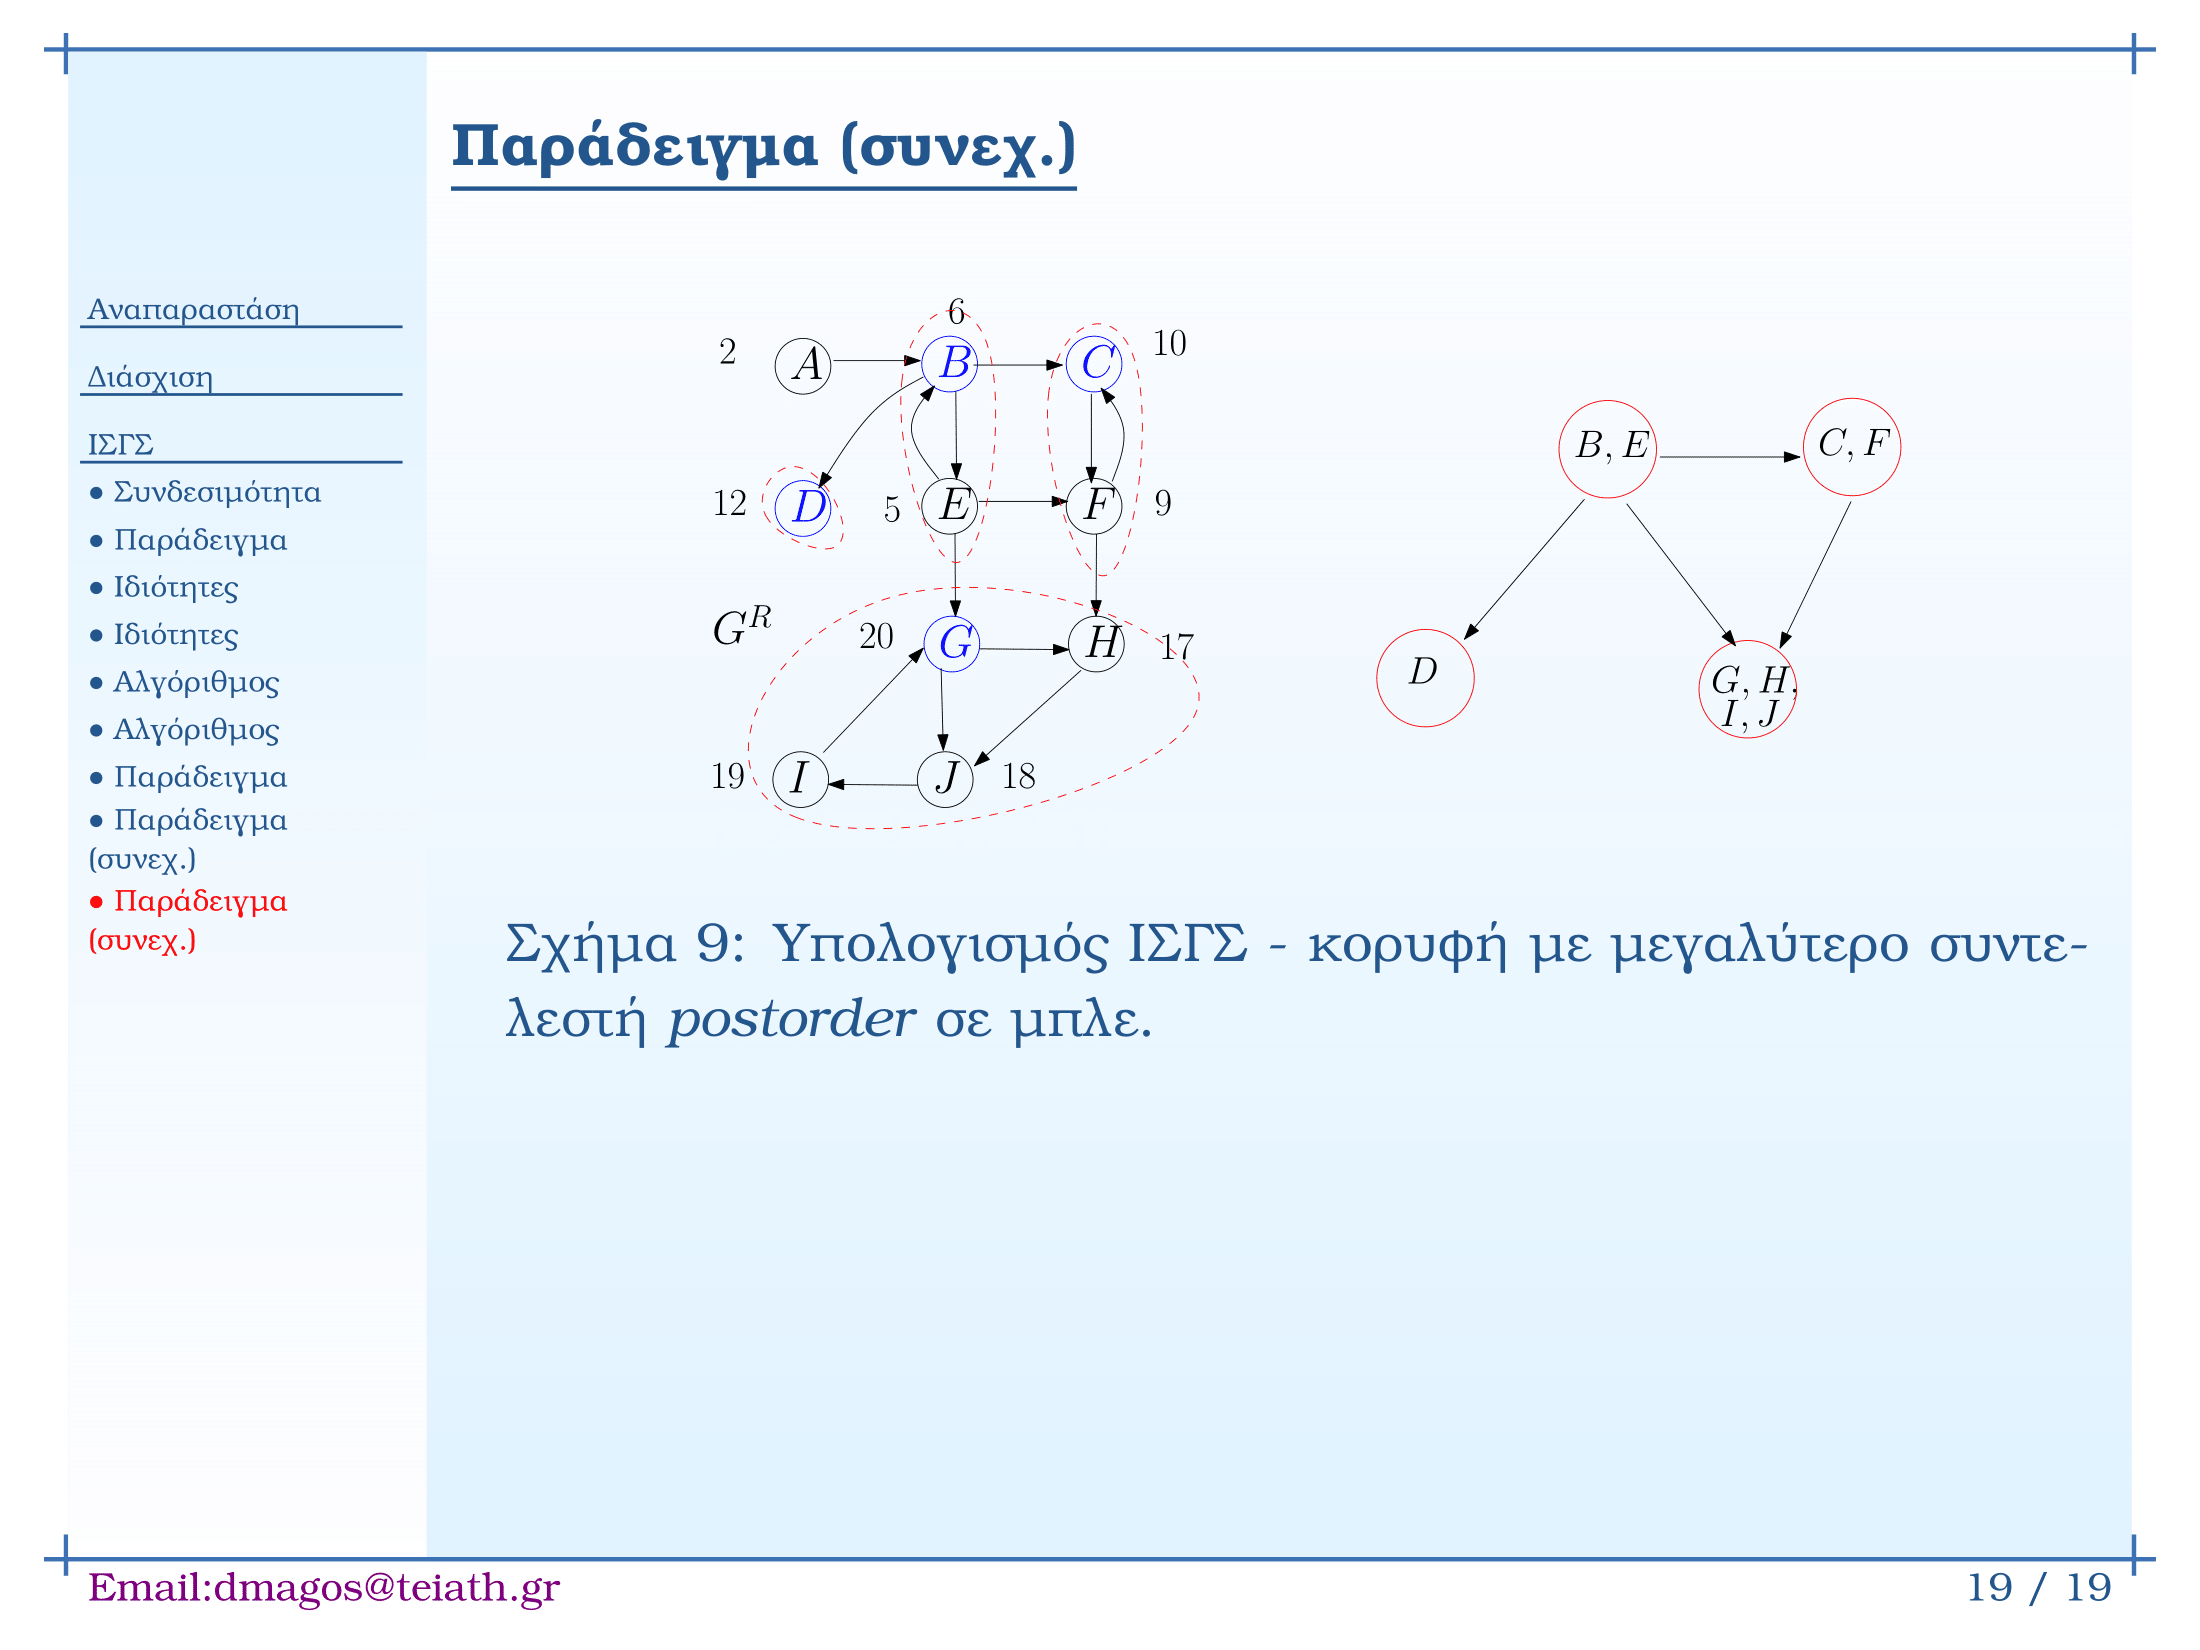 Παράδειγμα (συνεχ.)
Αναπαραστάση
Διάσχιση
ΙΣΓΣ
● Συνδεσιμότητα
● Παράδειγμα
● Ιδιότητες
● Ιδιότητες
● Αλγόριθμος
● Αλγόριθμος
● Παράδειγμα
● Παράδειγμα
(συνεχ.)
● Παράδειγμα
(συνεχ.)
6
2 A B C 10
12 D 5 E F 9
G^R 20 G H 17
19 I J 18
B, E C, F
D G, H,
I, J
Σχήμα 9: Υπολογισμός ΙΣΓΣ - κορυφή με μεγαλύτερο συντε-
λεστή postorder σε μπλε.
Email:dmagos@teiath.gr 19 / 19